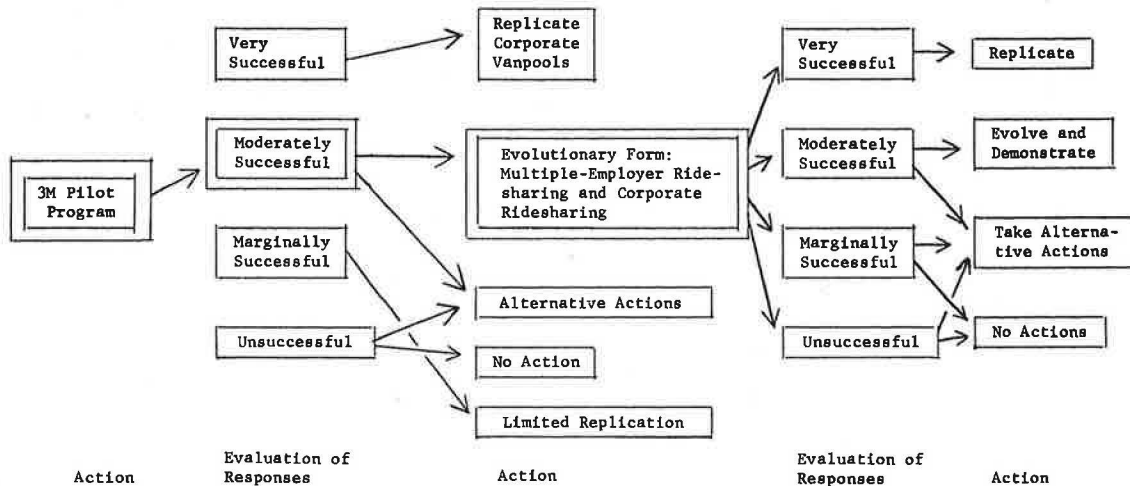 3M Pilot
Program
Very
Successful
Moderately
Successful
Marginally
Successful
Unsuccessful
Replicate
Corporate
Vanpools
Evolutionary Form:
Multiple-Employer Ride-
sharing and Corporate
Ridesharing
Alternative Actions
No Action
Limited Replication
Very
Successful
Moderately
Successful
Marginally
Successful
Unsuccessful
Replicate
Evolve and
Demonstrate
Take Alterna-
tive Actions
No Actions
Action
Evaluation of
Responses
Action
Evaluation of
Responses
Action